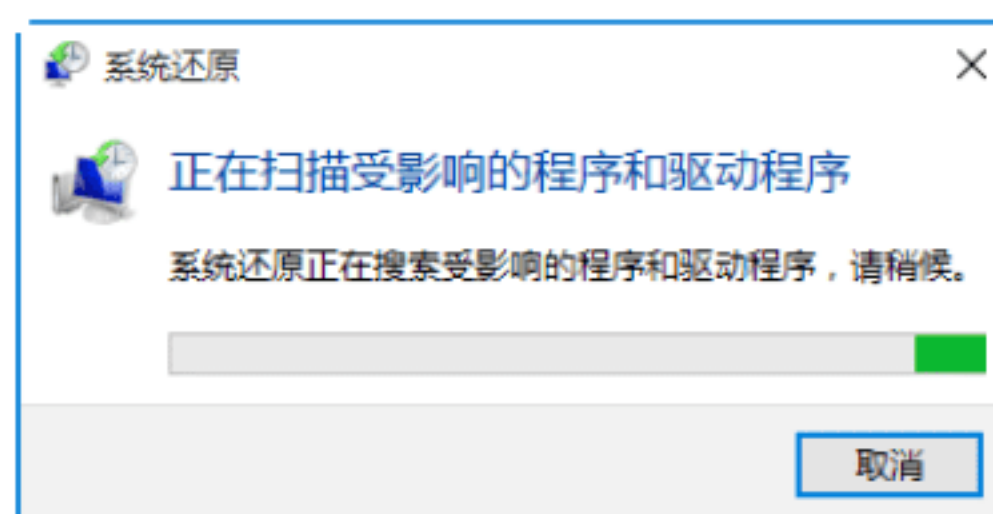 系统还原
正在扫描受影响的程序和驱动程序
系统还原正在搜索受影响的程序和驱动程序，请稍候。
取消